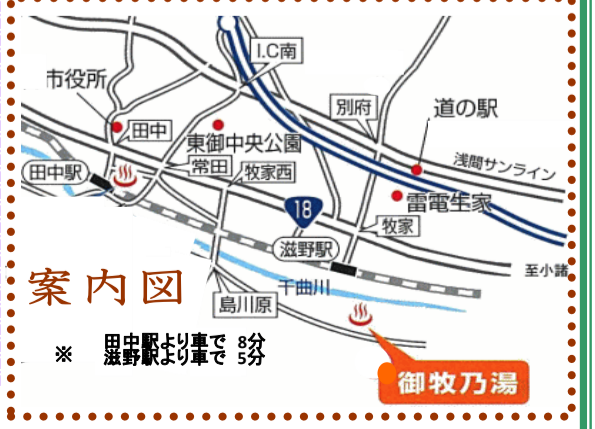 I.C南
市役所
別府
道の駅
田中
東御中央公園
浅間サンライン
常田
田中駅
牧家西
雷電生家
18
牧家
滋野駅
至小諸
案内図
千曲川
島川原
※ 田中駅より車で 8分
滋野駅より車で 5分
御牧乃湯